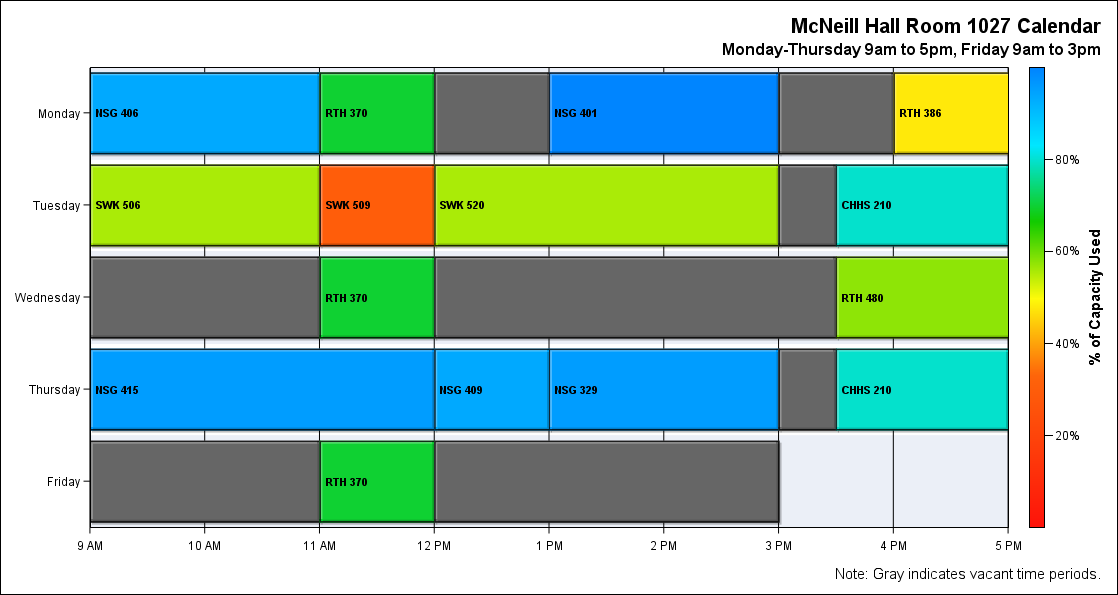 McNeill Hall Room 1027 Calendar
Monday-Thursday 9am to 5pm, Friday 9am to 3pm
Monday
NSG 406
RTH 370
NSG 401
RTH 386
Tuesday
SWK 506
SWK 509
SWK 520
CHHS 210
Wednesday
RTH 370
RTH 480
Thursday
NSG 415
NSG 409
NSG 329
CHHS 210
Friday
RTH 370
9 AM
10 AM
11 AM
12 PM
1 PM
2 PM
3 PM
4 PM
5 PM
80%
60%
40%
20%
% of Capacity Used
Note: Gray indicates vacant time periods.